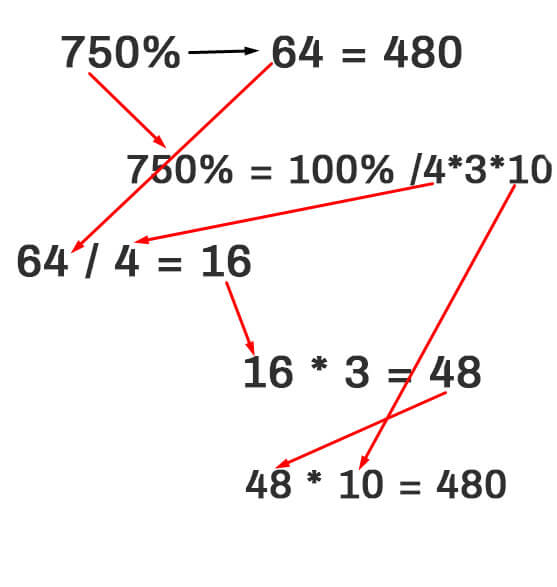 750% → 64 = 480
750% = 100% /4*3*10
64 / 4 = 16
16 * 3 = 48
48 * 10 = 480